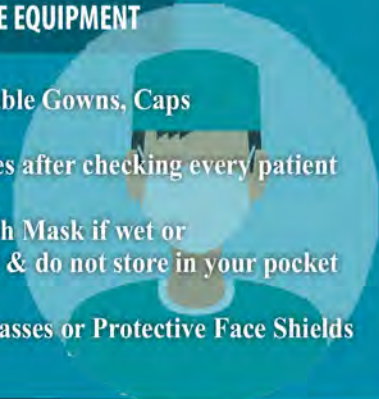 E EQUIPMENT
ble Gowns, Caps
es after checking every patient
h Mask if wet or
& do not store in your pocket
asses or Protective Face Shields